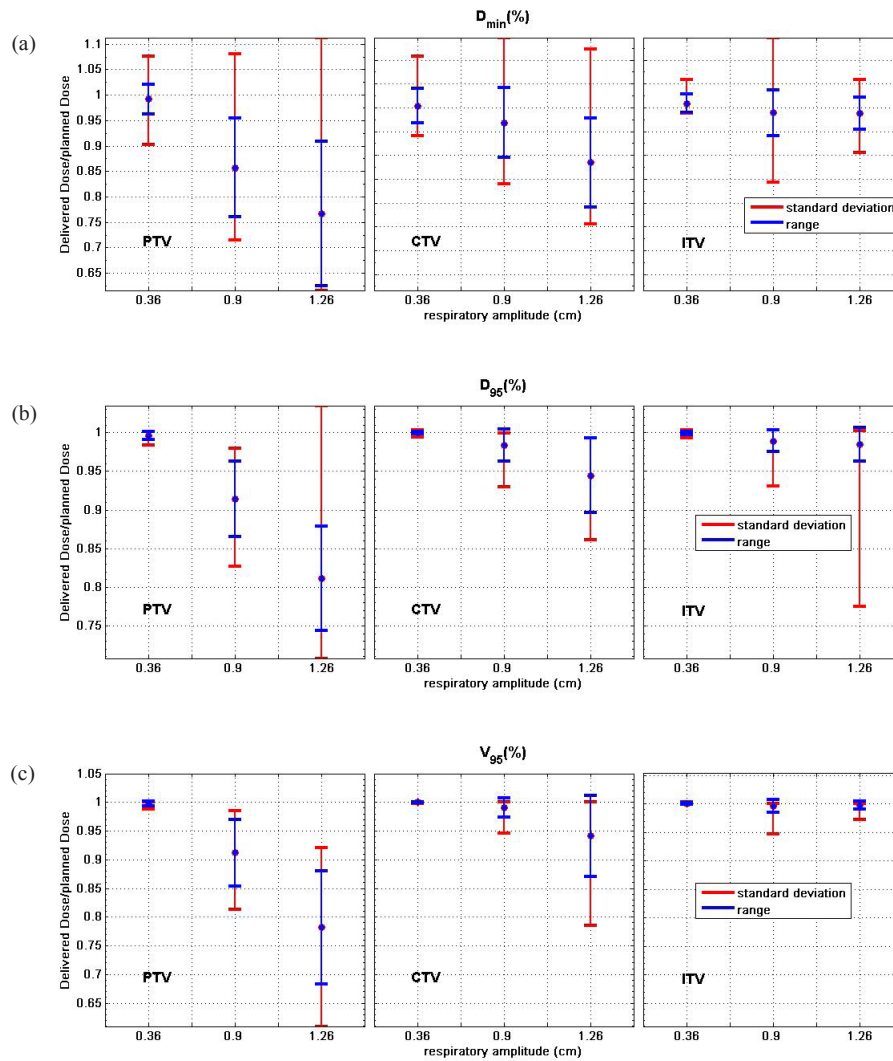 (a)
D_min(%)
Delivered Dose/planned Dose
1.1
1.05
1
0.95
0.9
0.85
0.8
0.75
0.7
0.65
PTV
CTV
ITV
standard deviation
range
0.36 0.9 1.26 0.36 0.9 1.26 0.36 0.9 1.26
respiratory amplitude (cm)
(b)
D_95(%)
Delivered Dose/planned Dose
1
0.95
0.9
0.85
0.8
0.75
PTV
CTV
ITV
standard deviation
range
0.36 0.9 1.26 0.36 0.9 1.26 0.36 0.9 1.26
respiratory amplitude (cm)
(c)
V_95(%)
Delivered Dose/planned Dose
1.05
1
0.95
0.9
0.85
0.8
0.75
0.7
0.65
PTV
CTV
ITV
standard deviation
range
0.36 0.9 1.26 0.36 0.9 1.26 0.36 0.9 1.26
respiratory amplitude (cm)